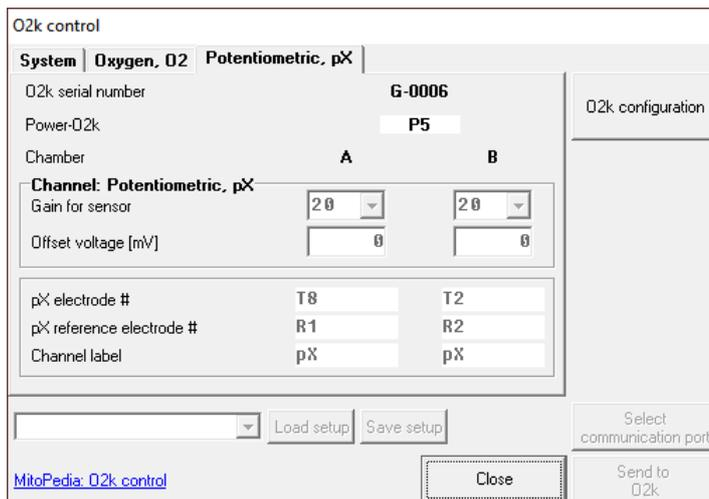 O2k control
System Oxygen, O2 Potentiometric, pX
O2k serial number G-0006
O2k configuration
Power-O2k P5
Chamber A B
Channel: Potentiometric, pX
Gain for sensor 20 20
Offset voltage [mV] 0 0
pX electrode # T8 T2
pX reference electrode # R1 R2
Channel label pX pX
Load setup Save setup
Select
communication port
MitoPedia: O2k control
Close
Send to
O2k